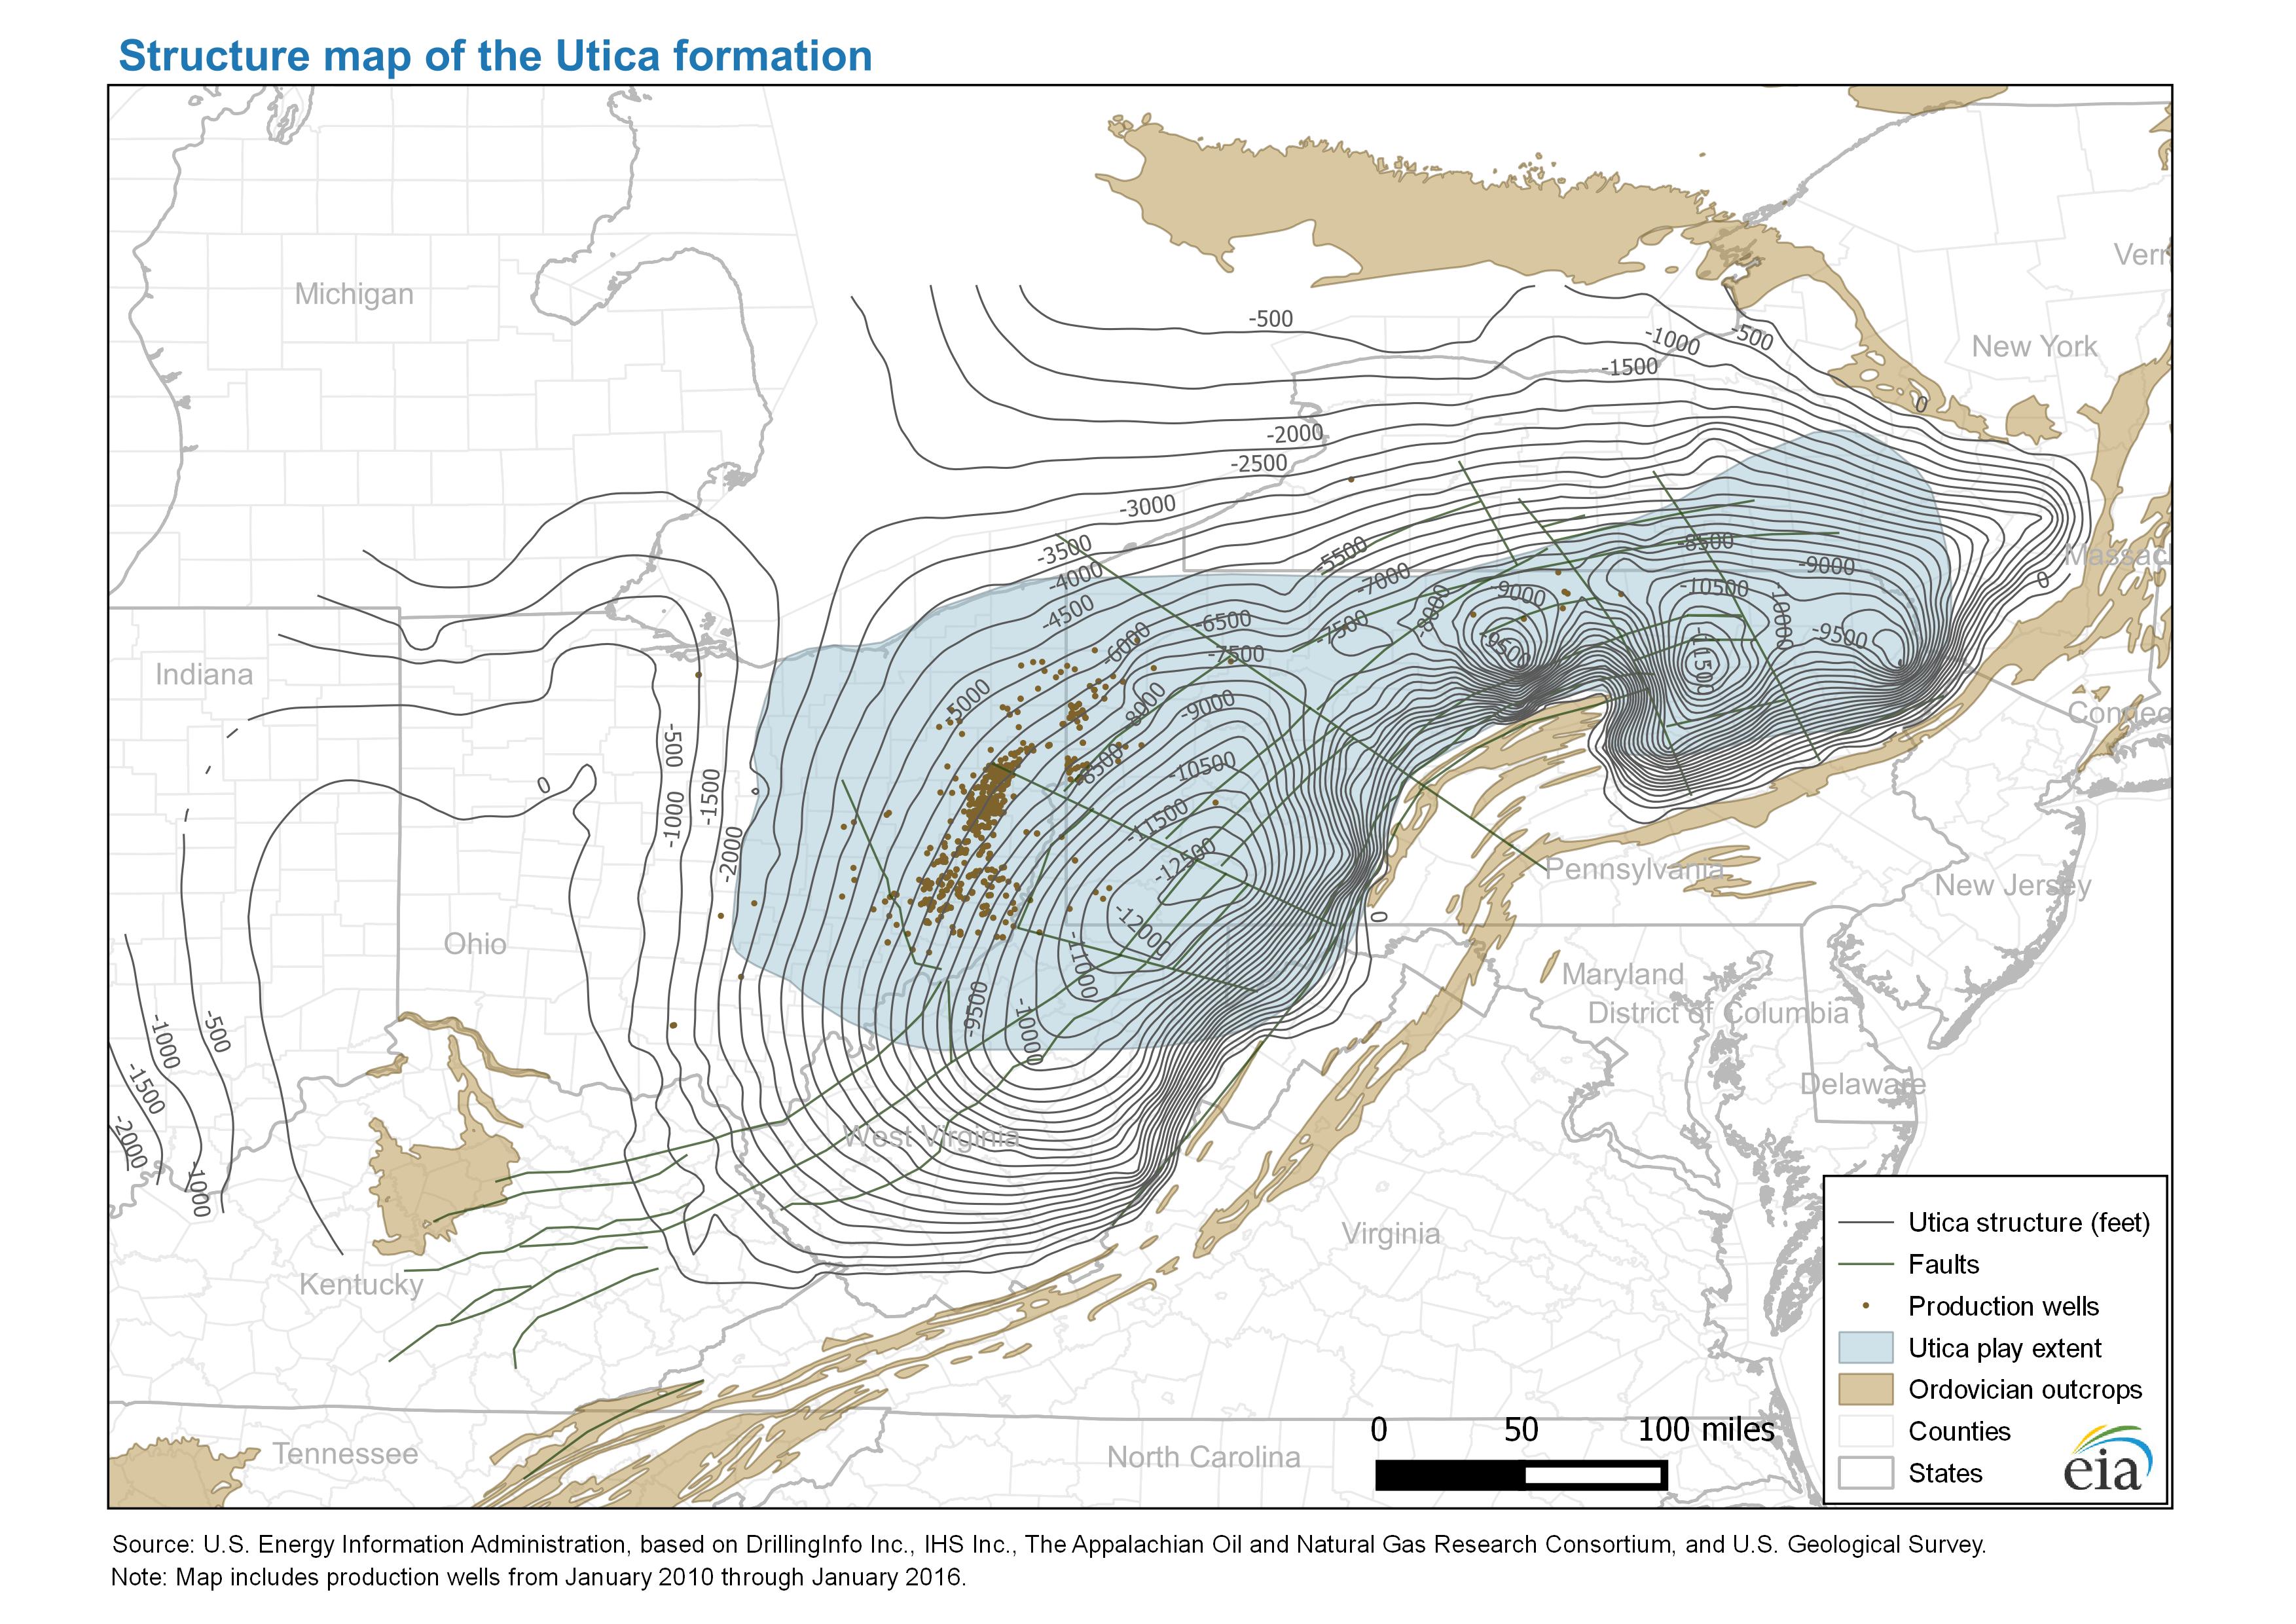 Structure map of the Utica formation
Michigan
Verr
New York
-500
-1000
-500
-1500
0
-2000
-2500
-3000
-3500
-4000
-4500
-5500
-7000
-8500
-9000
-10500
-10000
-9000
-8000
-7500
-6500
-7500
-6000
-9500
-11500
-9500
0
Massach
Indiana
-5000
-8000
-9000
-8500
-10500
Connec
-500
-1000
-1500
-2000
0
-11500
-12500
-12000
-11000
-9500
-10000
0
Pennsylvania
New Jersey
Ohio
Maryland
District of Columbia
Delaware
-500
-1000
-1500
-2000
-1000
West Virginia
Virginia
Kentucky
Tennessee
North Carolina
0 50 100 miles
Utica structure (feet)
Faults
Production wells
Utica play extent
Ordovician outcrops
Counties
States
eia
Source: U.S. Energy Information Administration, based on DrillingInfo Inc., IHS Inc., The Appalachian Oil and Natural Gas Research Consortium, and U.S. Geological Survey.
Note: Map includes production wells from January 2010 through January 2016.